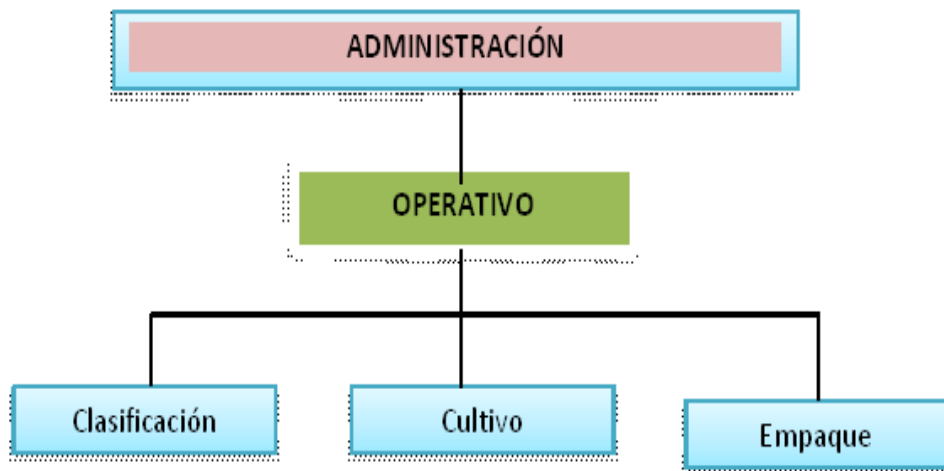 ADMINISTRACIÓN
OPERATIVO
Clasificación
Cultivo
Empaque